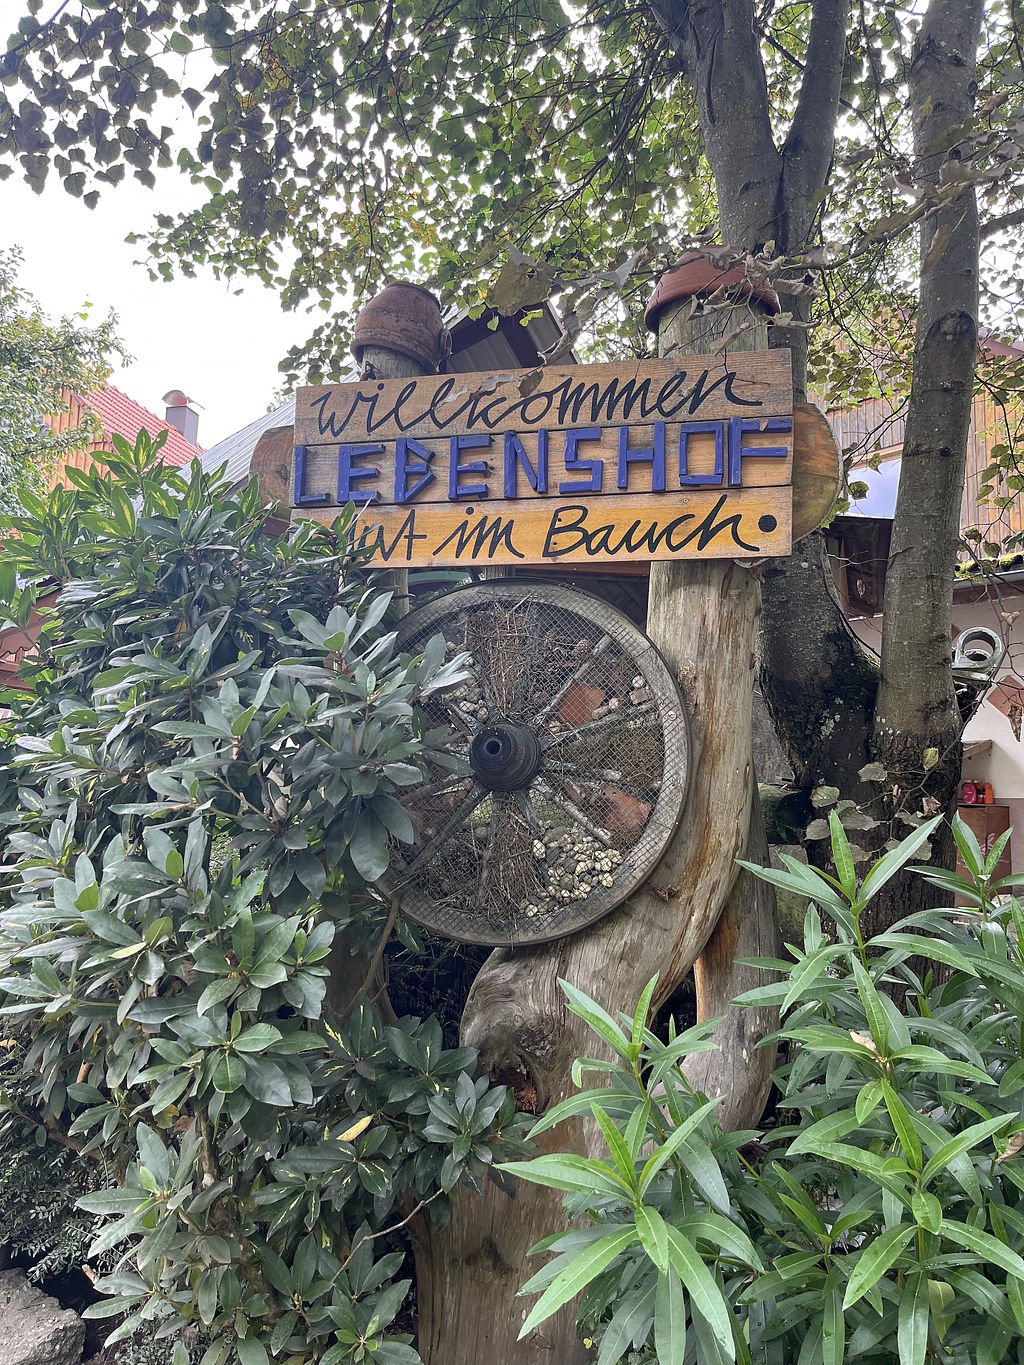 willkommen
LEBENSHOF
im Bauch.